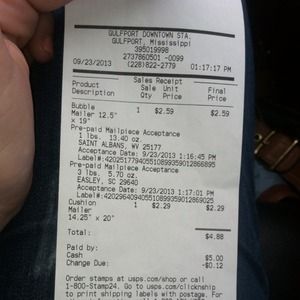 GULFPORT DOWNTOWN STA.
GULFPORT, Mississippi
395019998
2737860501 -0099
09/23/2013 (228)822-2779 01:17:17 PM
Sales Receipt
Product Sale Unit Final
Description Qty Price Price
Bubble 1 $2.59 $2.59
Mailer 12.5"
x 19"
Pre-paid Mailpiece Acceptance
1 lbs. 13.40 oz
SAINT ALBANS, WV 25177
Acceptance Date: 9/23/2013 1:16:45 PM
Label#:420251779405510899359012866895
Pre-paid Mailpiece Acceptance
3 lbs. 5.70 oz
EASLEY, SC 29640
Acceptance Date: 9/23/2013 1:17:01 PM
Label#:420296409405510899359012869025
Cushion 1 $2.29 $2.29
Mailer
14.25" x 20"
Total: $4.88
Paid by:
Cash $5.00
Change Due: -$0.12
Order stamps at usps.com/shop or call
1-800-Stamp24. Go to usps.com/clicknship
to print shipping labels with postage. For